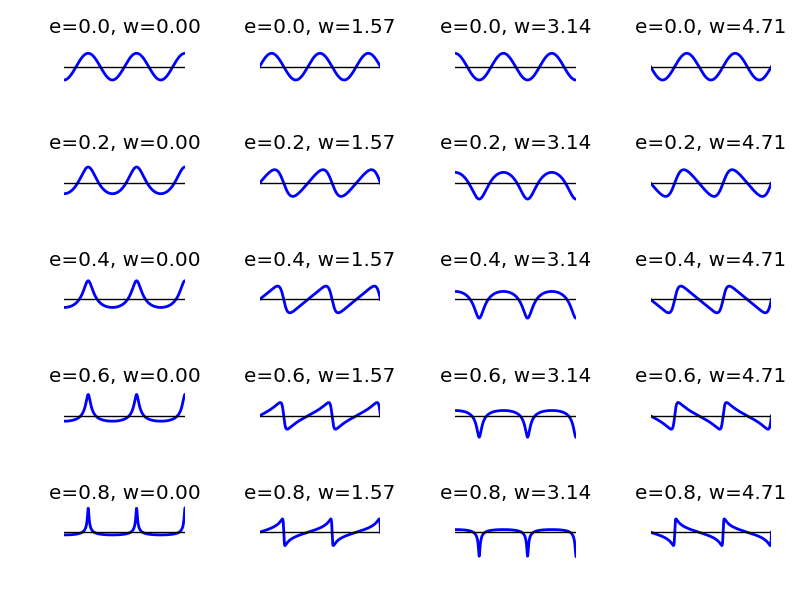 e=0.0, w=0.00 e=0.0, w=1.57 e=0.0, w=3.14 e=0.0, w=4.71
e=0.2, w=0.00 e=0.2, w=1.57 e=0.2, w=3.14 e=0.2, w=4.71
e=0.4, w=0.00 e=0.4, w=1.57 e=0.4, w=3.14 e=0.4, w=4.71
e=0.6, w=0.00 e=0.6, w=1.57 e=0.6, w=3.14 e=0.6, w=4.71
e=0.8, w=0.00 e=0.8, w=1.57 e=0.8, w=3.14 e=0.8, w=4.71